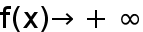 f(x)→ + ∞